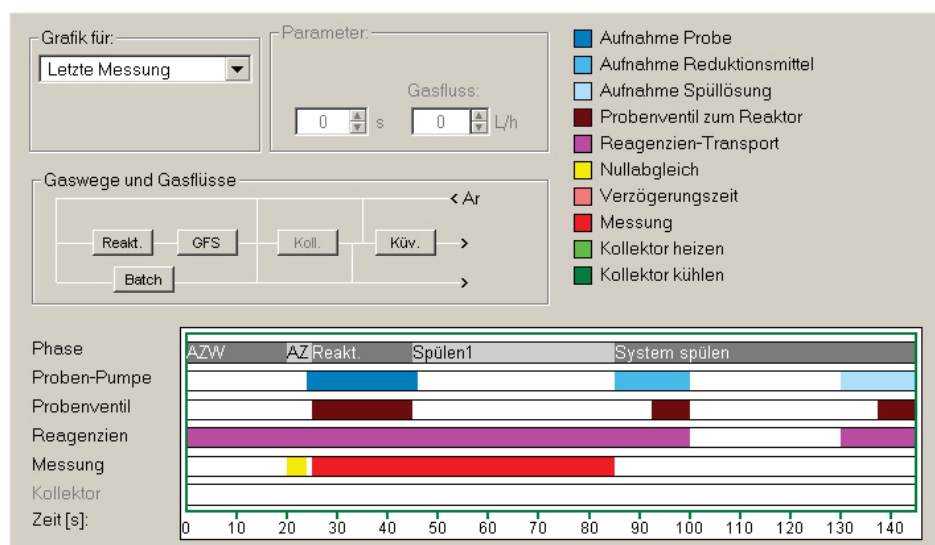 Grafik für:
Letzte Messung
Parameter:
Gasfluss:
0 s 0 L/h
Aufnahme Probe
Aufnahme Reduktionsmittel
Aufnahme Spüllösung
Probenventil zum Reaktor
Reagenzien-Transport
Nullabgleich
Verzögerungszeit
Messung
Kollektor heizen
Kollektor kühlen
Gaswege und Gasflüsse
< Ar
Reakt. GFS Koll. Küv. >
Batch >
Phase AZW AZ Reakt. Spülen1 System spülen
Proben-Pumpe
Probenventil
Reagenzien
Messung
Kollektor
Zeit [s]: 0 10 20 30 40 50 60 70 80 90 100 110 120 130 140